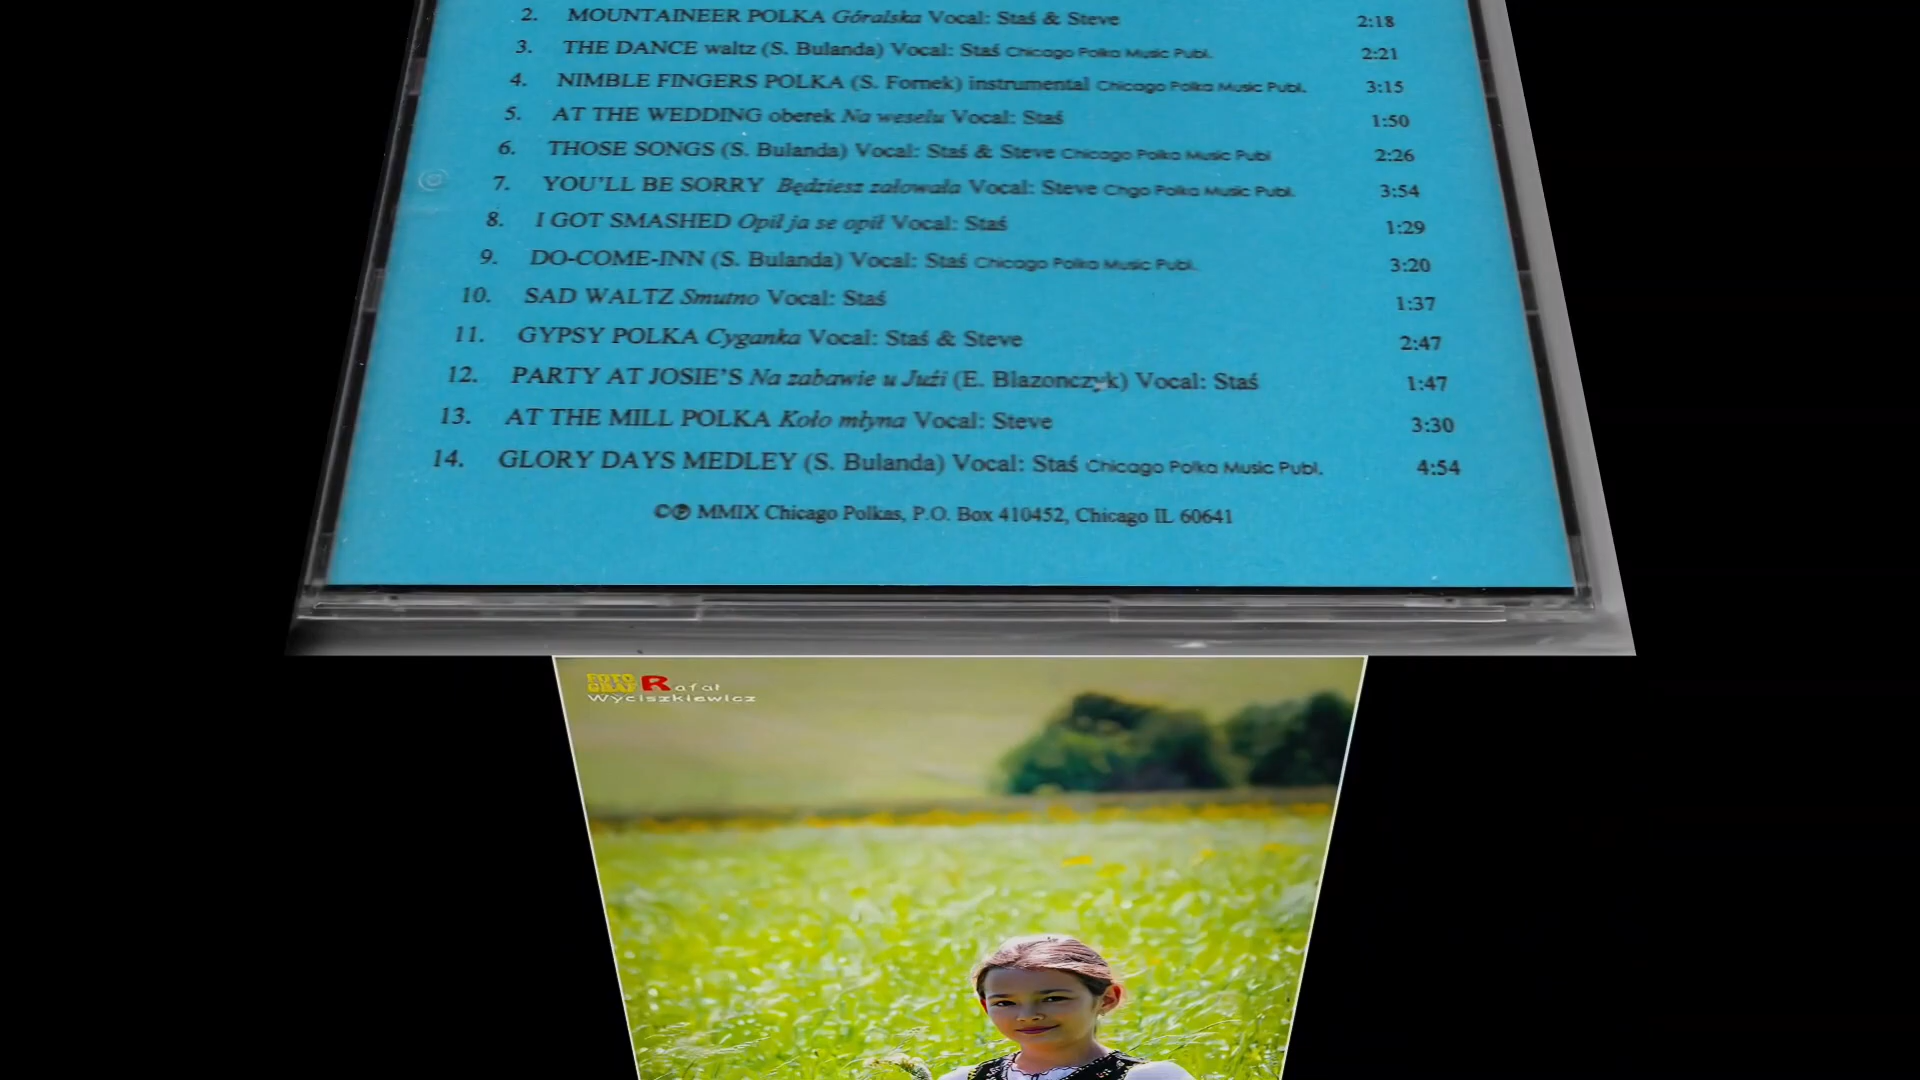 2. MOUNTAINEER POLKA Góralska Vocal: Staś & Steve 2:18
3. THE DANCE waltz (S. Bulanda) Vocal: Staś Chicago Polka Music Publ. 2:21
4. NIMBLE FINGERS POLKA (S. Fornek) instrumental Chicago Polka Music Publ. 3:15
5. AT THE WEDDING oberek Na weselu Vocal: Staś 1:50
6. THOSE SONGS (S. Bulanda) Vocal: Staś & Steve Chicago Polka Music Publ 2:26
7. YOU'LL BE SORRY Będziesz załowała Vocal: Steve Chgo Polka Music Publ. 3:54
8. I GOT SMASHED Opił ja se opił Vocal: Staś 1:29
9. DO-COME-INN (S. Bulanda) Vocal: Staś Chicago Polka Music Publ. 3:20
10. SAD WALTZ Smutno Vocal: Staś 1:37
11. GYPSY POLKA Cyganka Vocal: Staś & Steve 2:47
12. PARTY AT JOSIE'S Na zabawie u Juźi (E. Blazonczyk) Vocal: Staś 1:47
13. AT THE MILL POLKA Koło młyna Vocal: Steve 3:30
14. GLORY DAYS MEDLEY (S. Bulanda) Vocal: Staś Chicago Polka Music Publ. 4:54
©℗ MMIX Chicago Polkas, P.O. Box 410452, Chicago IL 60641
FOTO GRAF Rafał
Wyciszkiewicz